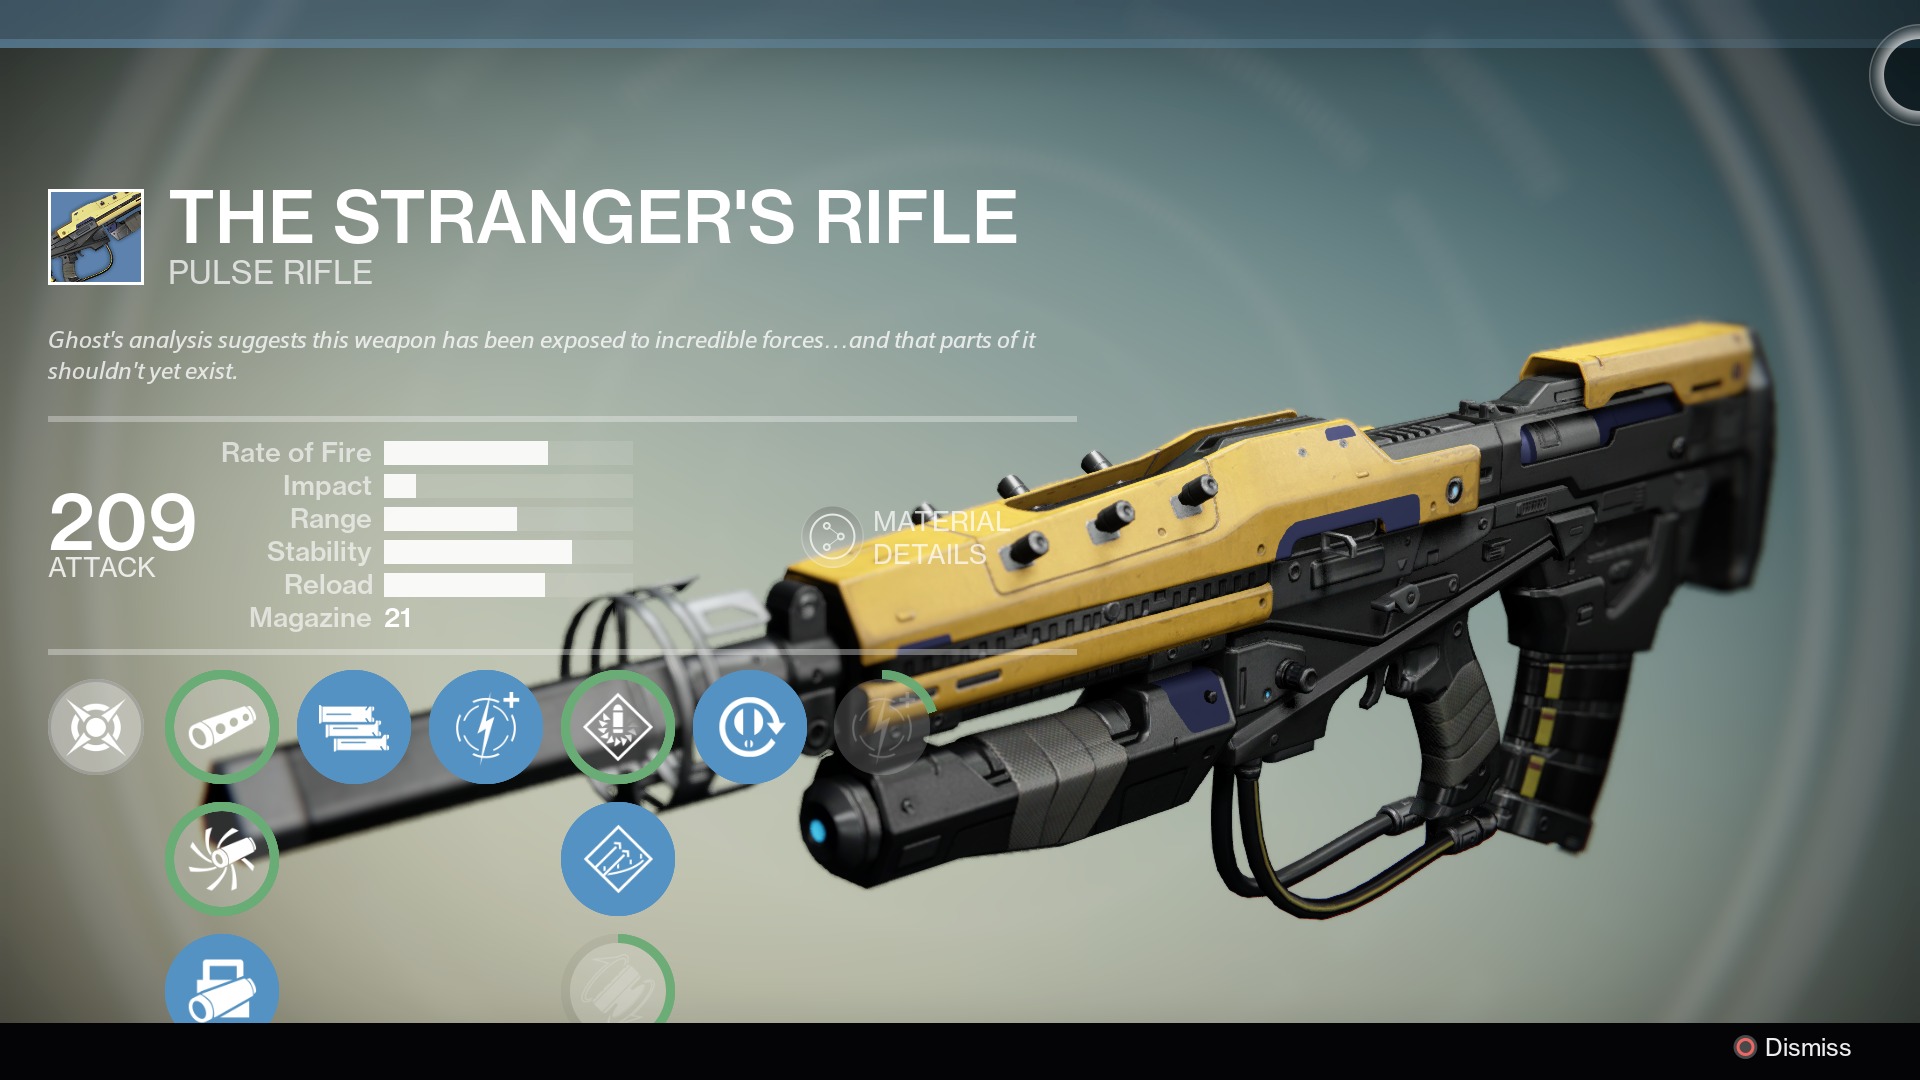 THE STRANGER'S RIFLE
PULSE RIFLE
Ghost's analysis suggests this weapon has been exposed to incredible forces…and that parts of it
shouldn't yet exist.
209
ATTACK
Rate of Fire
Impact
Range
Stability
Reload
Magazine 21
MATERIAL
DETAILS
Dismiss